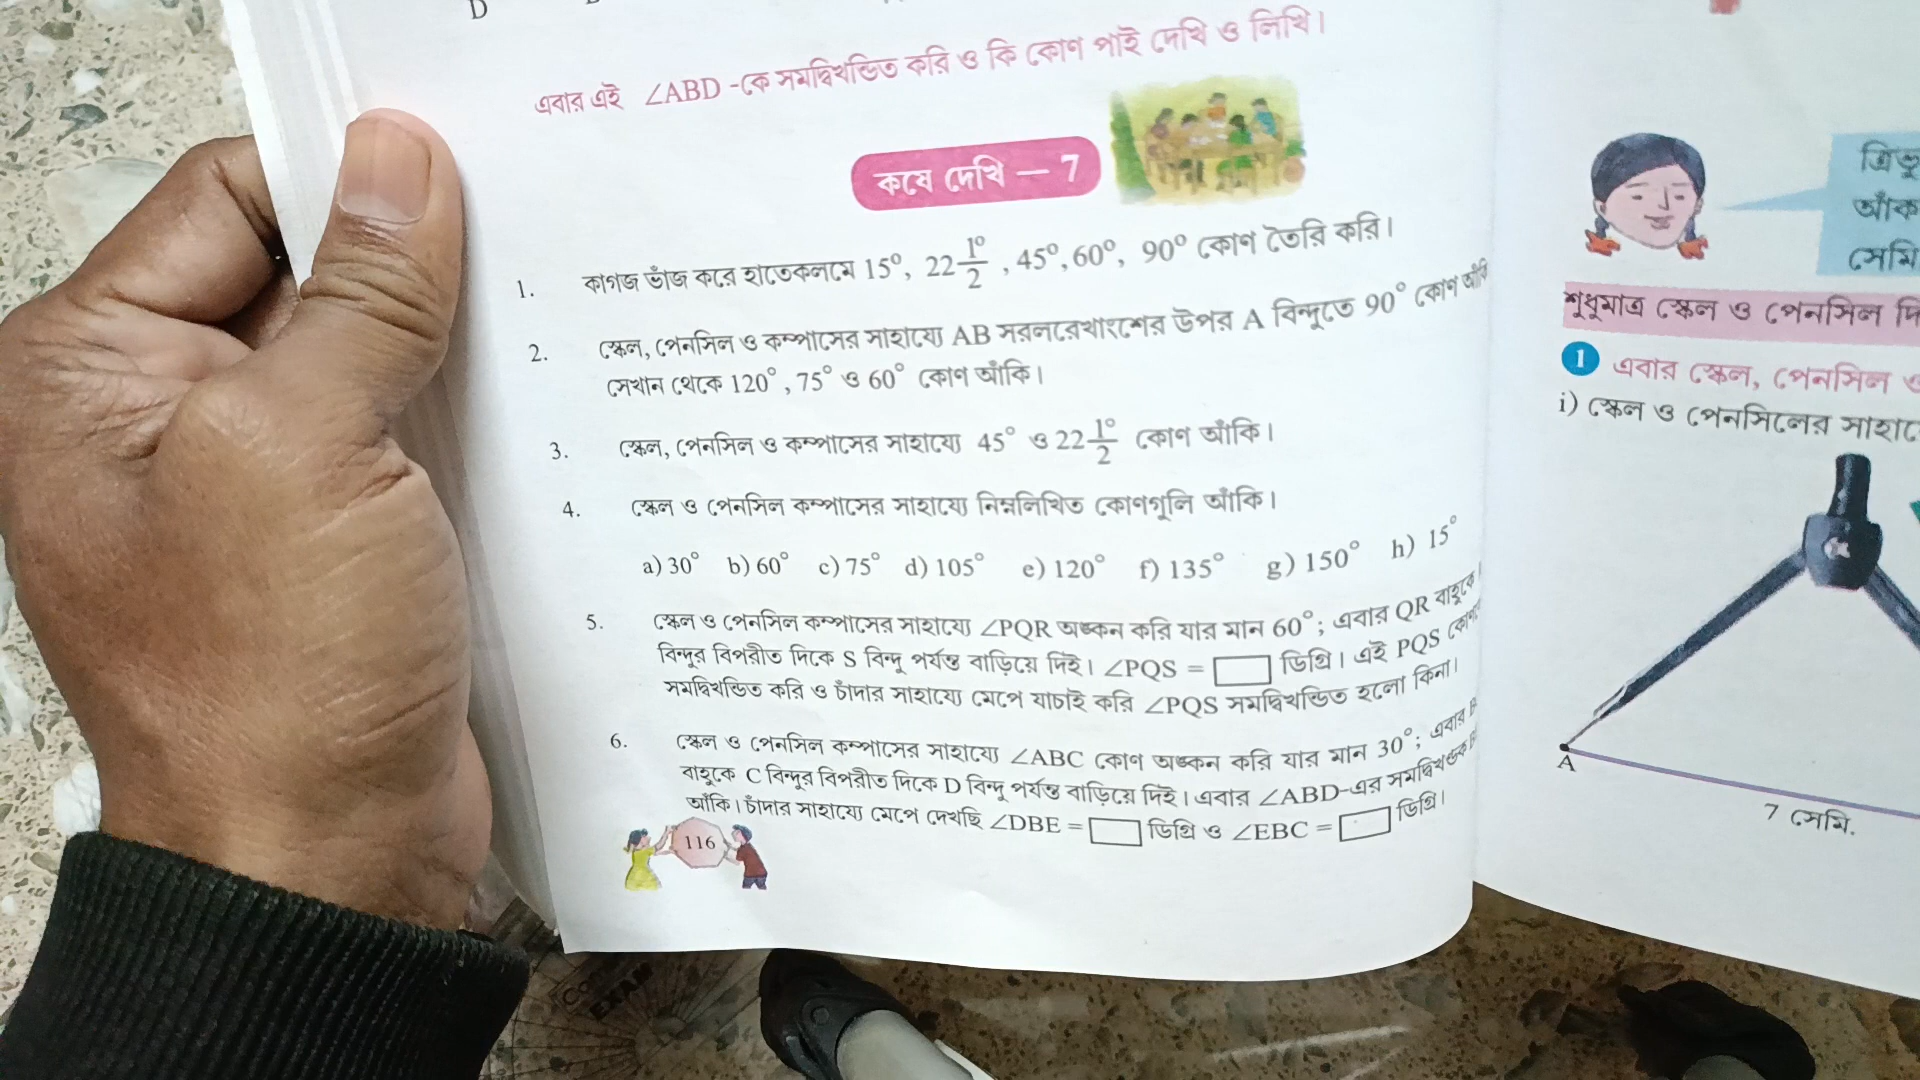 D
এবার এই ∠ABD -কে সমদ্বিখন্ডিত করি ও কি কোণ পাই দেখি ও লিখি।
কষে দেখি — 7
1. কাগজ ভাঁজ করে হাতেকলমে 15°, 22 1/2°, 45°, 60°, 90° কোণ তৈরি করি।
2. স্কেল, পেনসিল ও কম্পাসের সাহায্যে AB সরলরেখাংশের উপর A বিন্দুতে 90° কোণ
সেখান থেকে 120°, 75° ও 60° কোণ আঁকি।
3. স্কেল, পেনসিল ও কম্পাসের সাহায্যে 45° ও 22 1/2° কোণ আঁকি।
4. স্কেল ও পেনসিল কম্পাসের সাহায্যে নিম্নলিখিত কোণগুলি আঁকি।
a) 30° b) 60° c) 75° d) 105° e) 120° f) 135° g) 150° h) 15°
5. স্কেল ও পেনসিল কম্পাসের সাহায্যে ∠PQR অঙ্কন করি যার মান 60°; এবার QR বাহুকে
বিন্দুর বিপরীত দিকে S বিন্দু পর্যন্ত বাড়িয়ে দিই। ∠PQS = ডিগ্রি। এই PQS
সমদ্বিখন্ডিত করি ও চাঁদার সাহায্যে মেপে যাচাই করি ∠PQS সমদ্বিখন্ডিত হলো কিনা।
6. স্কেল ও পেনসিল কম্পাসের সাহায্যে ∠ABC কোণ অঙ্কন করি যার মান 30°; এবার
বাহুকে C বিন্দুর বিপরীত দিকে D বিন্দু পর্যন্ত বাড়িয়ে দিই। এবার ∠ABD-এর সমদ্বিখন্ডক
আঁকি। চাঁদার সাহায্যে মেপে দেখছি ∠DBE = ডিগ্রি ও ∠EBC = ডিগ্রি।
116
সেমি
শুধুমাত্র স্কেল ও পেনসিল দি
1 এবার স্কেল, পেনসিল ও
i) স্কেল ও পেনসিলের সাহায্যে
A
7 সেমি.
EXAM